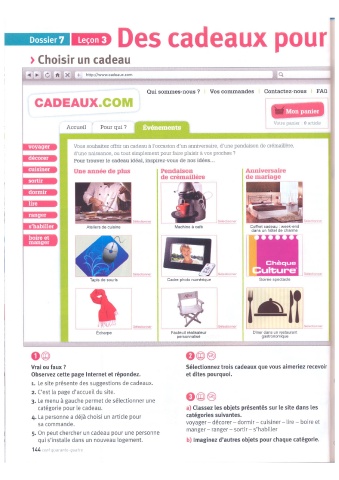 Dossier 7 Leçon 3 Des cadeaux pour
> Choisir un cadeau
http://www.cadeaux.com
Qui sommes-nous ? Vos commandes Contactez-nous FAQ
CADEAUX.COM
Mon panier
Accueil Pour qui ? Événements
voyager
décorer
cuisiner
sortir
dormir
lire
ranger
s'habiller
boire et
manger
Vous souhaitez offrir un cadeau à l'occasion d'un anniversaire, d'une pendaison de crémaillère,
d'une naissance, ou tout simplement pour faire plaisir à vos proches ?
Pour trouver le cadeau idéal, inspirez-vous de nos idées...
Une année de plus
Pendaison
de crémaillère
Anniversaire
de mariage
Ateliers de cuisine
Machine à café
Coffret cadeau : week-end
dans un hôtel de charme
Tapis de souris
Cadre photo numérique
Chèque
Culture
Soirée spectacle
Écharpe
Fauteuil réalisateur
personnalisé
Dîner dans un restaurant
gastronomique
1
Vrai ou faux ?
Observez cette page Internet et répondez.
1. Le site présente des suggestions de cadeaux.
2. C'est la page d'accueil du site.
3. Le menu à gauche permet de sélectionner une
catégorie pour le cadeau.
4. La personne a déjà choisi un article pour
sa commande.
5. On peut chercher un cadeau pour une personne
qui s'installe dans un nouveau logement.
144 cent quarante-quatre
2
Sélectionnez trois cadeaux que vous aimeriez recevoir
et dites pourquoi.
3
a) Classez les objets présentés sur le site dans les
catégories suivantes.
voyager – décorer – dormir – cuisiner – lire – boire et
manger – ranger – sortir – s'habiller
b) Imaginez d'autres objets pour chaque catégorie.